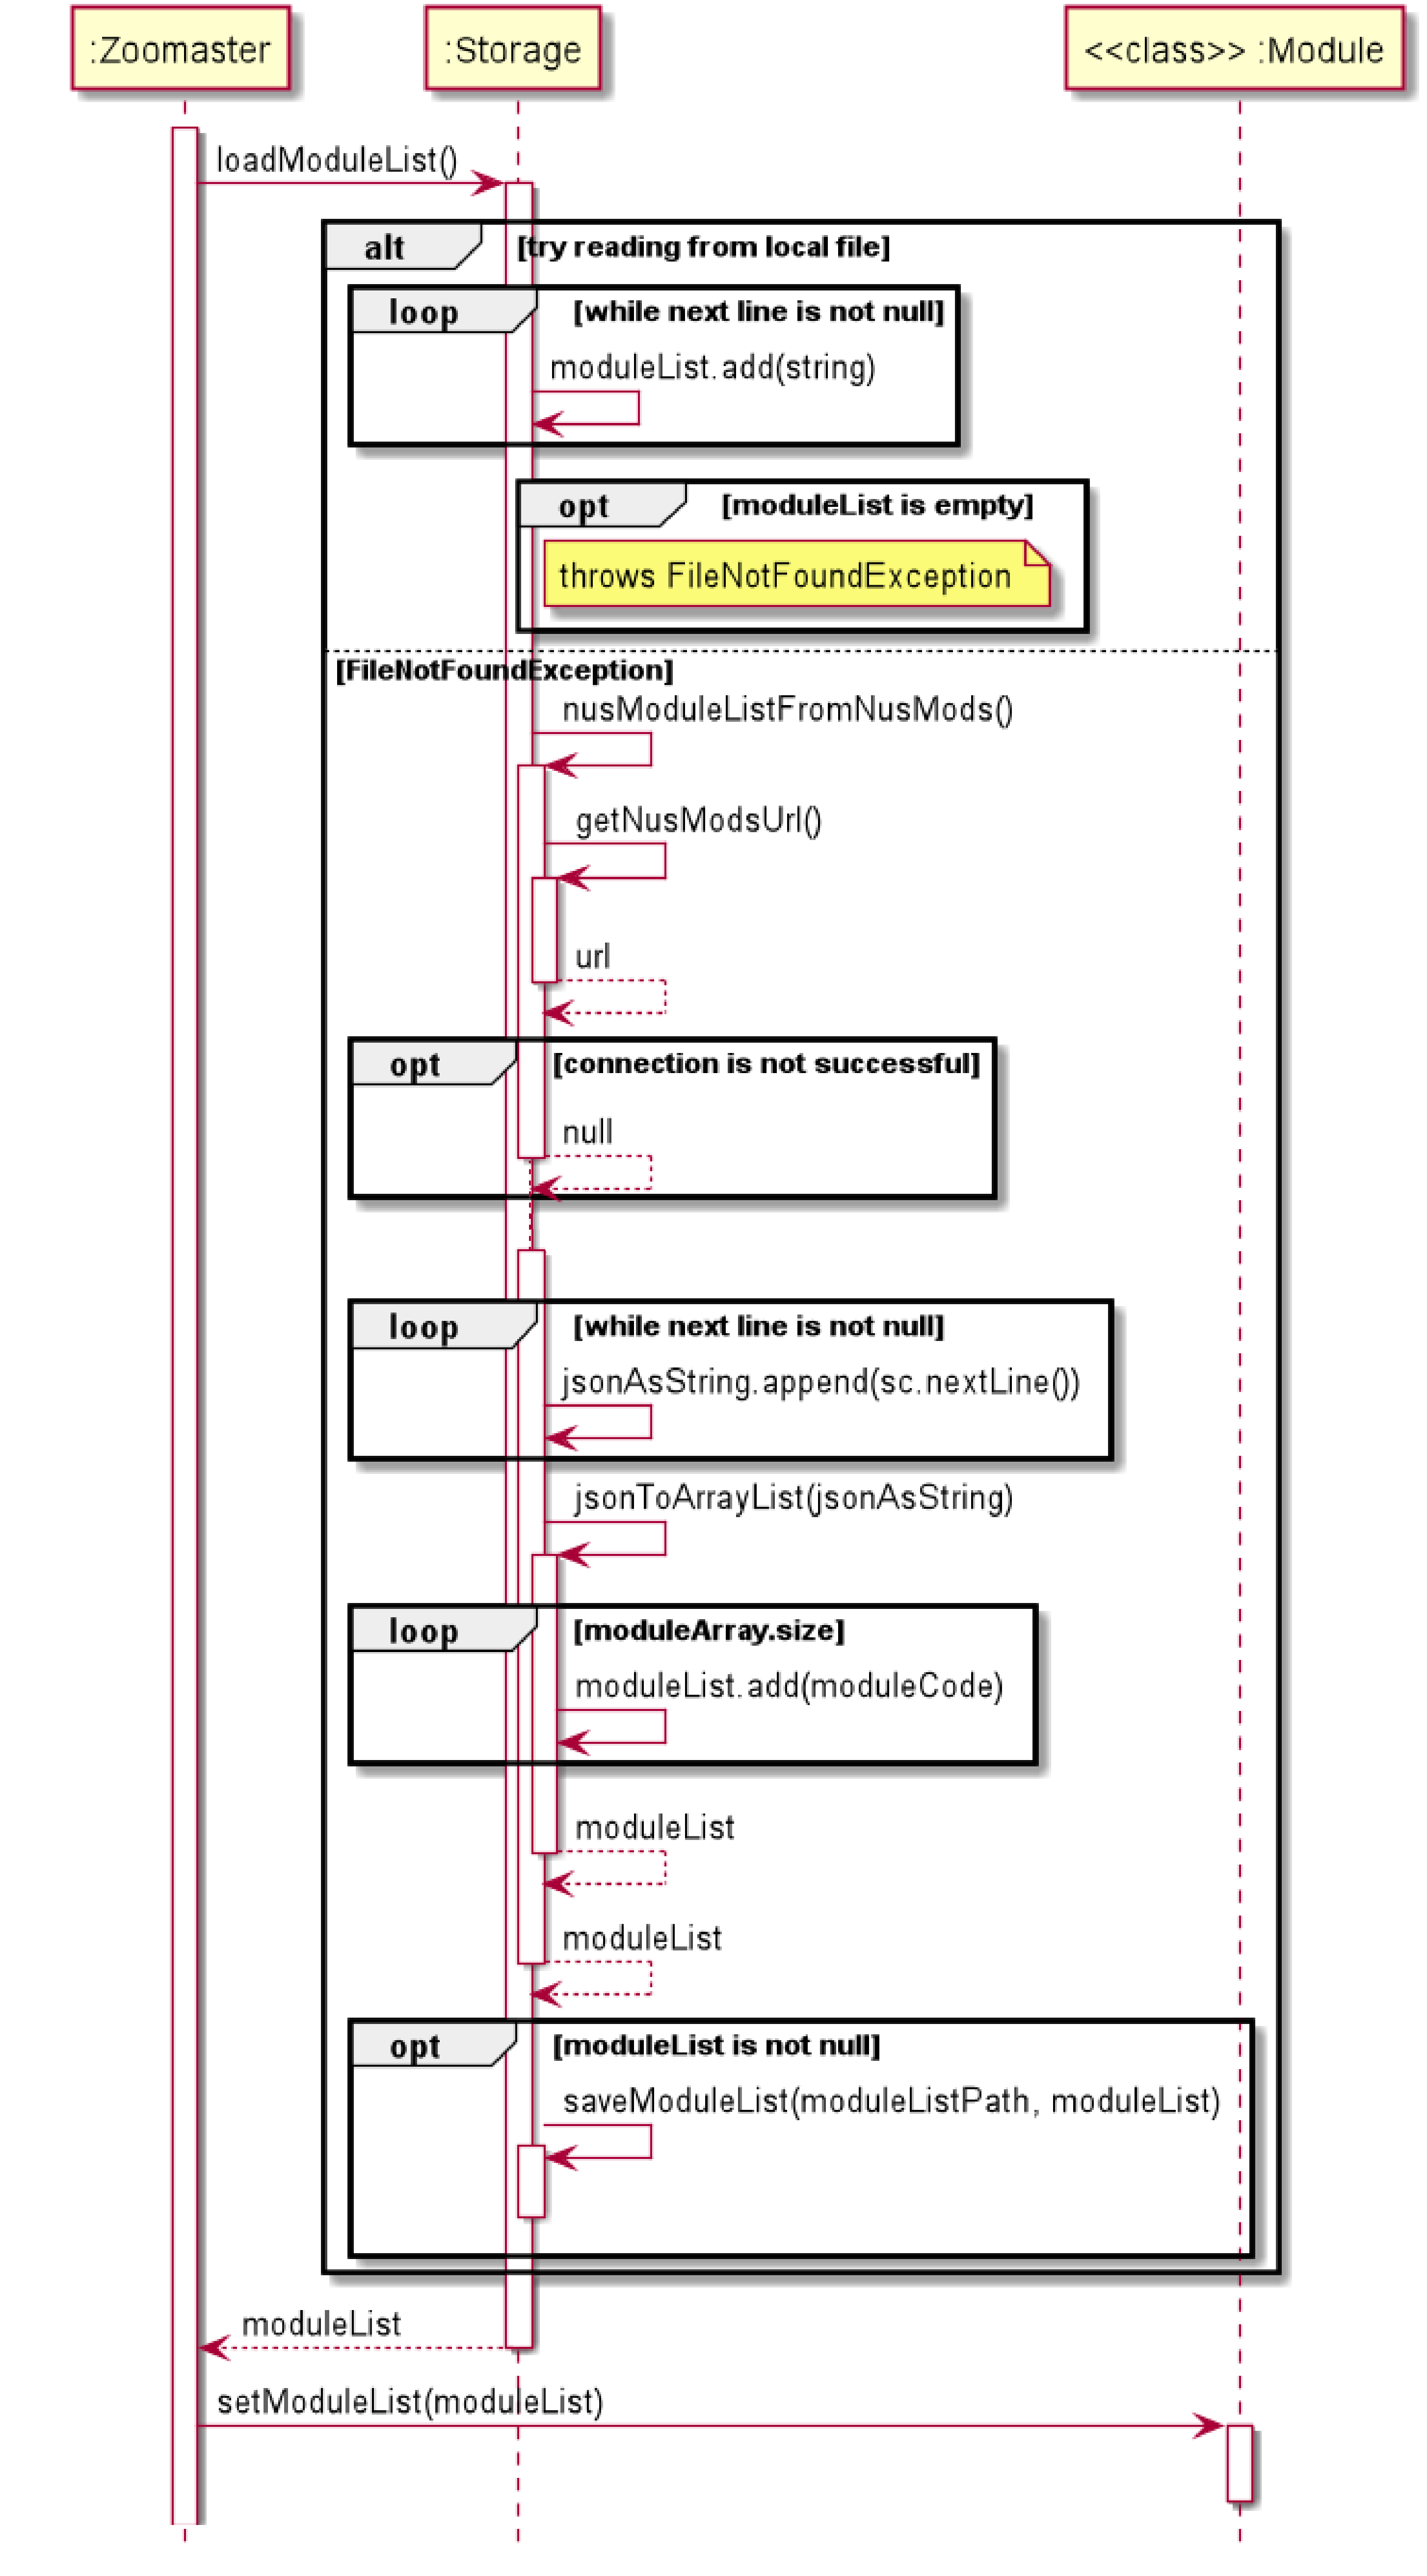 :Zoomaster
:Storage
<<class>> :Module
loadModuleList()
alt
[try reading from local file]
loop
[while next line is not null]
moduleList.add(string)
opt
[moduleList is empty]
throws FileNotFoundException
[FileNotFoundException]
nusModuleListFromNusMods()
getNusModsUrl()
url
opt
[connection is not successful]
null
loop
[while next line is not null]
jsonAsString.append(sc.nextLine())
jsonToArrayList(jsonAsString)
loop
[moduleArray.size]
moduleList.add(moduleCode)
moduleList
moduleList
opt
[moduleList is not null]
saveModuleList(moduleListPath, moduleList)
moduleList
setModuleList(moduleList)